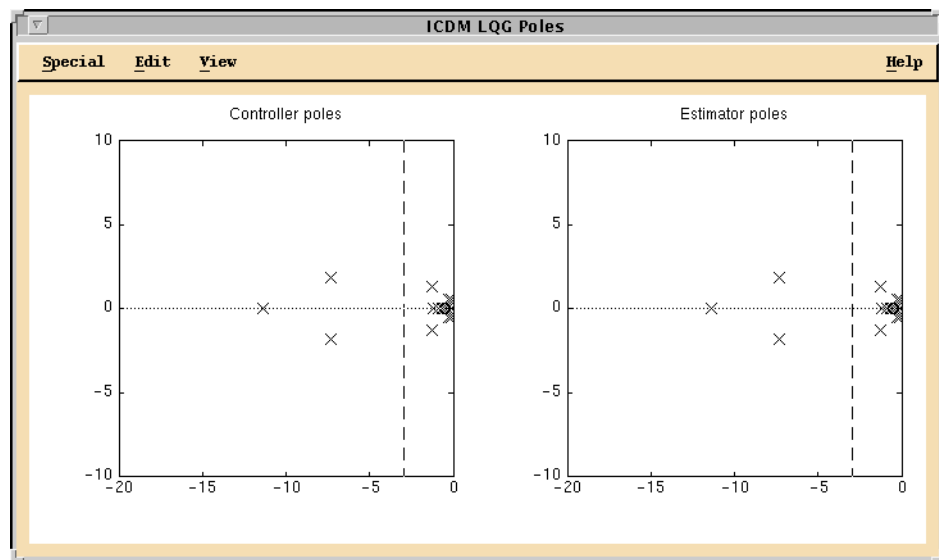 ICDM LQG Poles
Special Edit View Help
Controller poles
Estimator poles
10
5
0
-5
-10
-20 -15 -10 -5 0
10
5
0
-5
-10
-20 -15 -10 -5 0